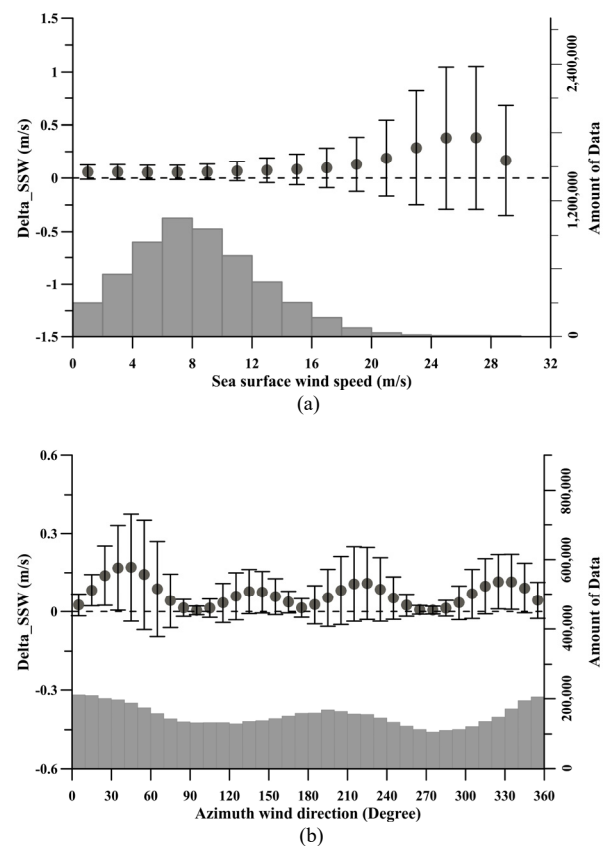 1.5
1
0.5
0
-0.5
-1
-1.5
Delta_SSW (m/s)
2,400,000
1,200,000
0
Amount of Data
0 4 8 12 16 20 24 28 32
Sea surface wind speed (m/s)
(a)
0.6
0.3
0
-0.3
-0.6
Delta_SSW (m/s)
800,000
600,000
400,000
200,000
0
Amount of Data
0 30 60 90 120 150 180 210 240 270 300 330 360
Azimuth wind direction (Degree)
(b)